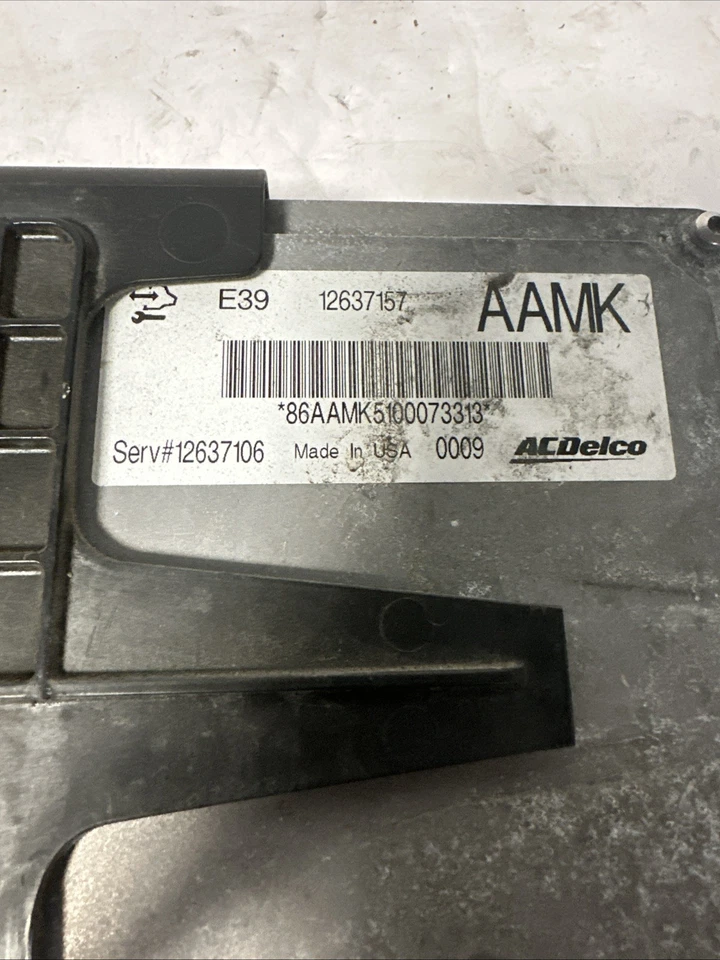 E39 12637157 AAMK
*86AAMK5100073313*
Serv#12637106 Made In USA 0009 ACDelco